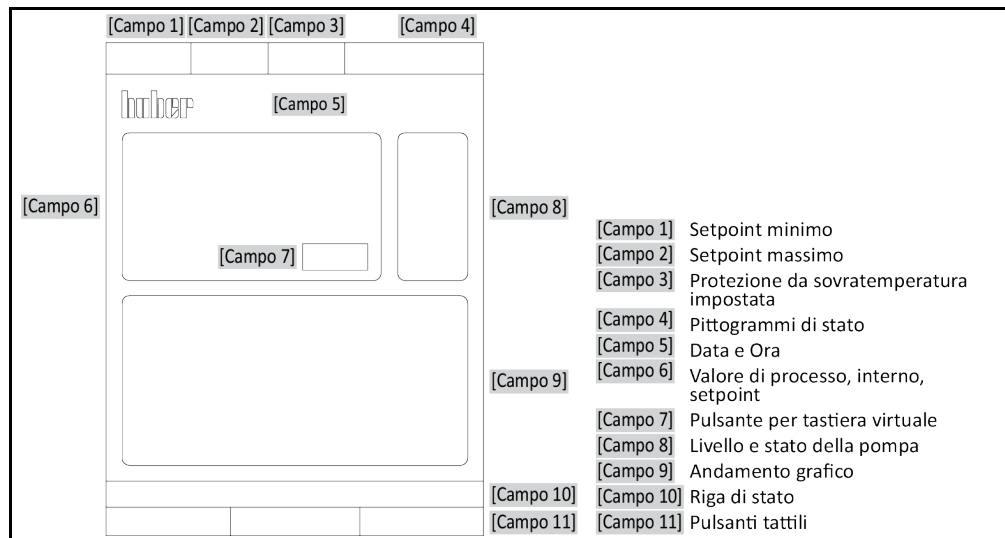 [Campo 1] [Campo 2] [Campo 3] [Campo 4]
huber
[Campo 5]
[Campo 6]
[Campo 7]
[Campo 8]
[Campo 9]
[Campo 10]
[Campo 11]
[Campo 1] Setpoint minimo
[Campo 2] Setpoint massimo
[Campo 3] Protezione da sovratemperatura
impostata
[Campo 4] Pittogrammi di stato
[Campo 5] Data e Ora
[Campo 6] Valore di processo, interno,
setpoint
[Campo 7] Pulsante per tastiera virtuale
[Campo 8] Livello e stato della pompa
[Campo 9] Andamento grafico
[Campo 10] Riga di stato
[Campo 11] Pulsanti tattili